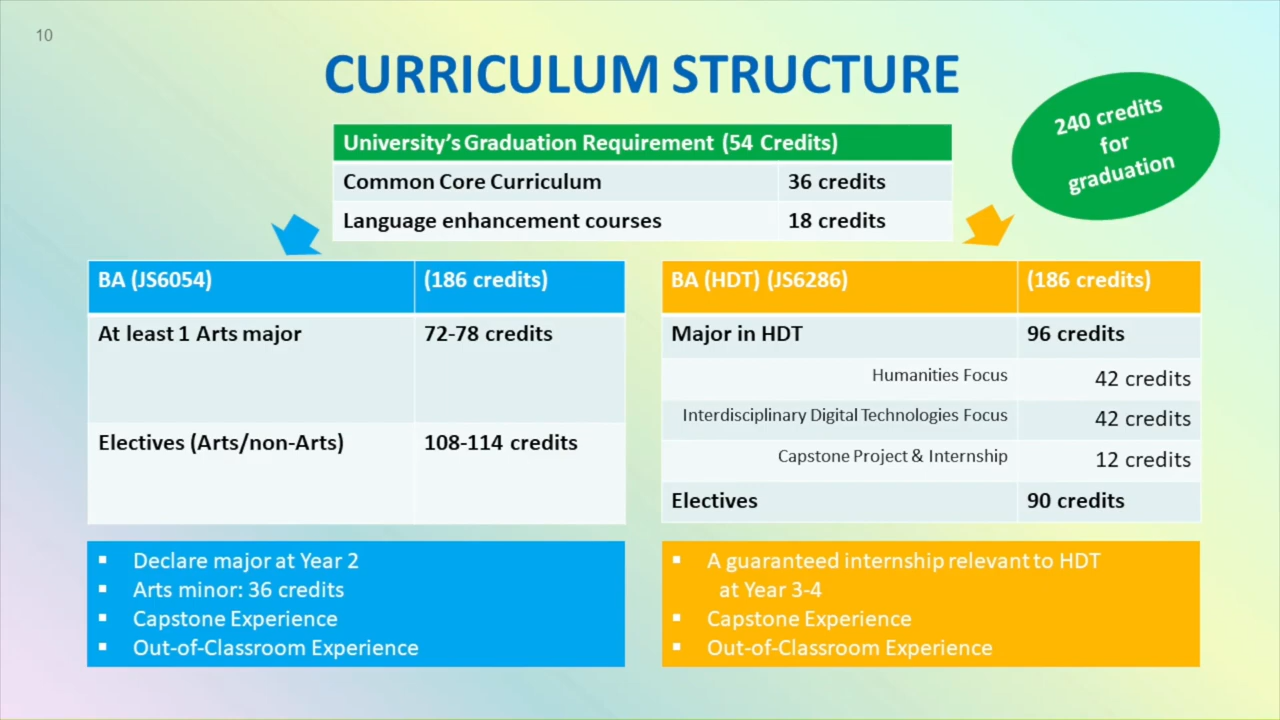 10
CURRICULUM STRUCTURE
240 credits
for
graduation
University's Graduation Requirement (54 Credits)
Common Core Curriculum 36 credits
Language enhancement courses 18 credits
BA (JS6054) (186 credits)
At least 1 Arts major 72-78 credits
Electives (Arts/non-Arts) 108-114 credits
▪ Declare major at Year 2
▪ Arts minor: 36 credits
▪ Capstone Experience
▪ Out-of-Classroom Experience
BA (HDT) (JS6286) (186 credits)
Major in HDT 96 credits
Humanities Focus 42 credits
Interdisciplinary Digital Technologies Focus 42 credits
Capstone Project & Internship 12 credits
Electives 90 credits
▪ A guaranteed internship relevant to HDT
at Year 3-4
▪ Capstone Experience
▪ Out-of-Classroom Experience